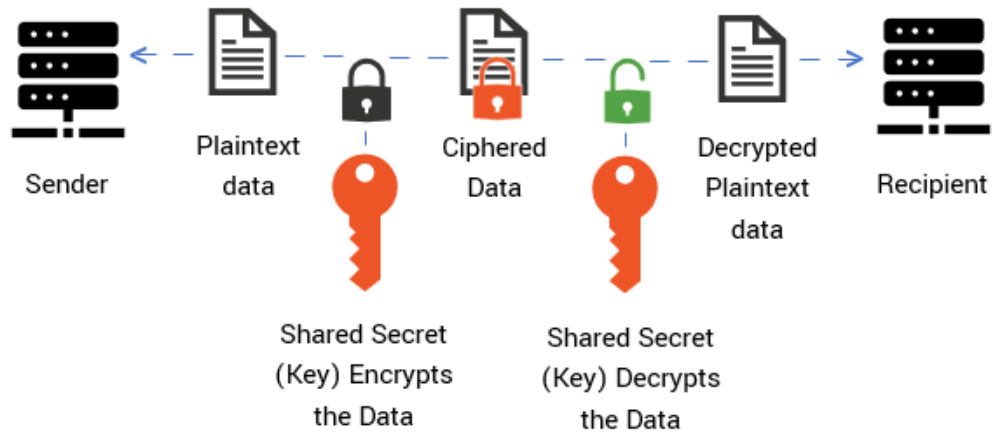 Sender
Plaintext
data
Ciphered
Data
Decrypted
Plaintext
data
Recipient
Shared Secret
(Key) Encrypts
the Data
Shared Secret
(Key) Decrypts
the Data